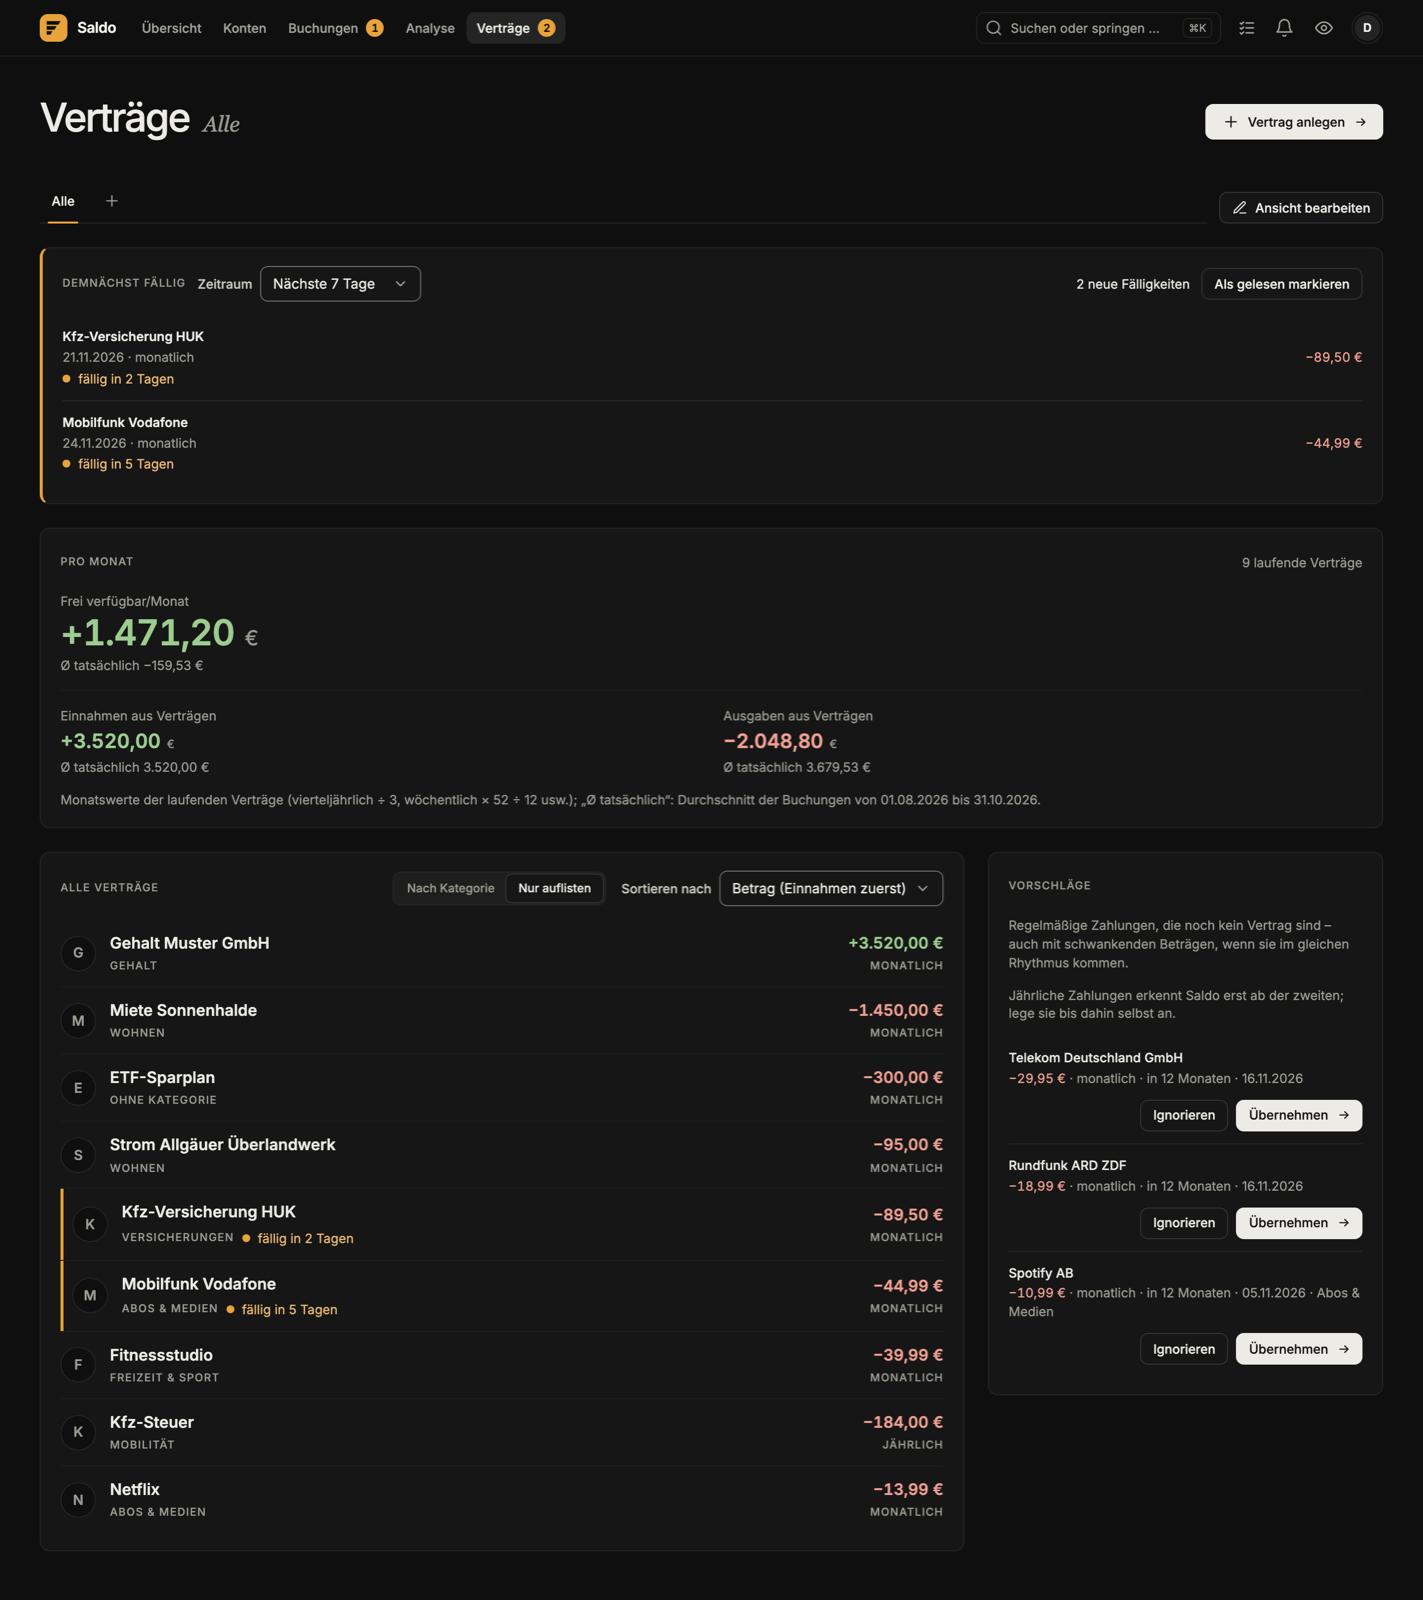 Saldo
Übersicht
Konten
Buchungen 1
Analyse
Verträge 2
Suchen oder springen ... ⌘K
D
Verträge Alle
+ Vertrag anlegen →
Alle +
Ansicht bearbeiten
DEMNÄCHST FÄLLIG Zeitraum Nächste 7 Tage
2 neue Fälligkeiten Als gelesen markieren
Kfz-Versicherung HUK
21.11.2026 · monatlich
−89,50 €
fällig in 2 Tagen
Mobilfunk Vodafone
24.11.2026 · monatlich
−44,99 €
fällig in 5 Tagen
PRO MONAT
9 laufende Verträge
Frei verfügbar/Monat
+1.471,20 €
Ø tatsächlich −159,53 €
Einnahmen aus Verträgen
+3.520,00 €
Ø tatsächlich 3.520,00 €
Ausgaben aus Verträgen
−2.048,80 €
Ø tatsächlich 3.679,53 €
Monatswerte der laufenden Verträge (vierteljährlich ÷ 3, wöchentlich × 52 ÷ 12 usw.); „Ø tatsächlich“: Durchschnitt der Buchungen von 01.08.2026 bis 31.10.2026.
ALLE VERTRÄGE
Nach Kategorie Nur auflisten
Sortieren nach Betrag (Einnahmen zuerst)
G
Gehalt Muster GmbH
+3.520,00 €
GEHALT
MONATLICH
M
Miete Sonnenhalde
−1.450,00 €
WOHNEN
MONATLICH
E
ETF-Sparplan
−300,00 €
OHNE KATEGORIE
MONATLICH
S
Strom Allgäuer Überlandwerk
−95,00 €
WOHNEN
MONATLICH
K
Kfz-Versicherung HUK
−89,50 €
VERSICHERUNGEN fällig in 2 Tagen
MONATLICH
M
Mobilfunk Vodafone
−44,99 €
ABOS & MEDIEN fällig in 5 Tagen
MONATLICH
F
Fitnessstudio
−39,99 €
FREIZEIT & SPORT
MONATLICH
K
Kfz-Steuer
−184,00 €
MOBILITÄT
JÄHRLICH
N
Netflix
−13,99 €
ABOS & MEDIEN
MONATLICH
VORSCHLÄGE
Regelmäßige Zahlungen, die noch kein Vertrag sind –
auch mit schwankenden Beträgen, wenn sie im gleichen
Rhythmus kommen.
Jährliche Zahlungen erkennt Saldo erst ab der zweiten;
lege sie bis dahin selbst an.
Telekom Deutschland GmbH
−29,95 € · monatlich · in 12 Monaten · 16.11.2026
Ignorieren Übernehmen →
Rundfunk ARD ZDF
−18,99 € · monatlich · in 12 Monaten · 16.11.2026
Ignorieren Übernehmen →
Spotify AB
−10,99 € · monatlich · in 12 Monaten · 05.11.2026 · Abos &
Medien
Ignorieren Übernehmen →